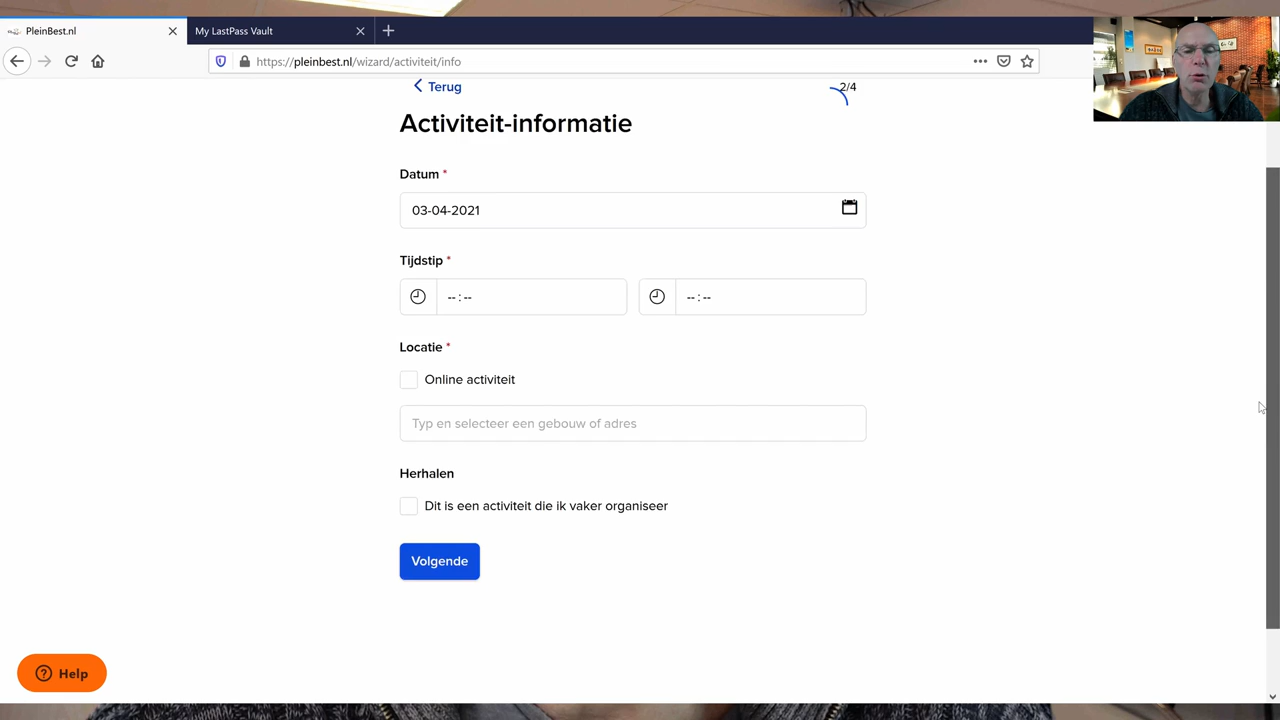 PleinBest.nl
My LastPass Vault
https://pleinbest.nl/wizard/activiteit/info
Terug
2/4
Activiteit-informatie
Datum *
03-04-2021
Tijdstip *
-- : --
-- : --
Locatie *
Online activiteit
Typ en selecteer een gebouw of adres
Herhalen
Dit is een activiteit die ik vaker organiseer
Volgende
Help